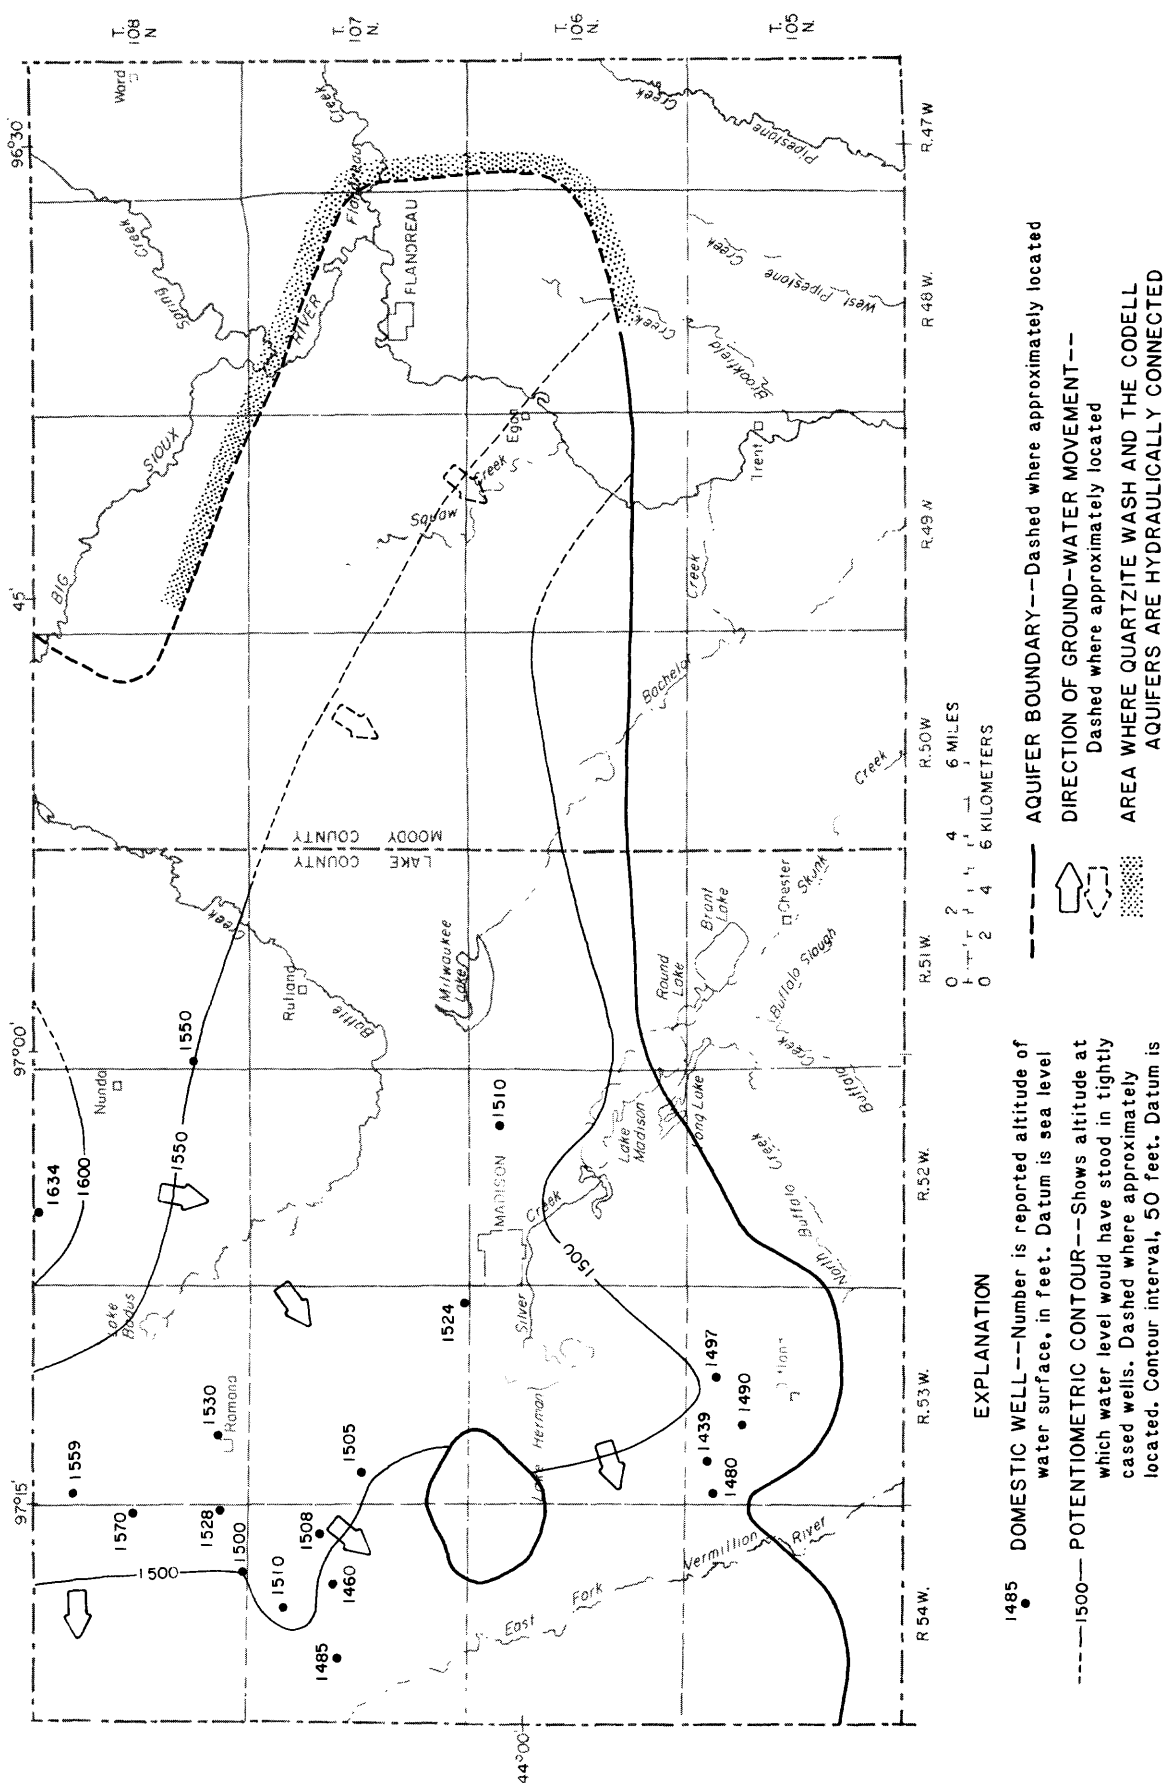 96°30'
45'
97°00'
97°15'
44°00'
T.
108
N.
T.
107
N.
T.
106
N.
T.
105
N.
R.54W.
R.53W.
R.52W.
R.51W.
R.50W
R.48W.
R.47W
Ward
Creek
Spring
Creek
BIG
SIOUX
RIVER
FLANDREAU
Creek
Pipestone
Creek
West Pipestone
Creek
Brookfield
Creek
Egan
Trent
Squaw
Creek
Bachelor
Creek
MOODY COUNTY
LAKE COUNTY
Creek
Battle
Rutland
Nunda
Milwaukee
Lake
Brant
Lake
Round
Lake
Chester
Skunk
Creek
Buffalo Slough
Buffalo
Creek
Long Lake
Lake
Madison
North
Buffalo
Creek
MADISON
Silver
Creek
Lake
Badus
Ramona
Lake Herman
East
Fork
Vermillion
River
1634
1600
1550
1550
1559
1570
1530
1528
1500
1500
1510
1508
1505
1460
1485
1524
1510
1500
1497
1490
1439
1480
0 2 4 6 MILES
0 2 4 6 KILOMETERS
EXPLANATION
1485 DOMESTIC WELL--Number is reported altitude of
water surface, in feet. Datum is sea level
----1500— POTENTIOMETRIC CONTOUR--Shows altitude at
which water level would have stood in tightly
cased wells. Dashed where approximately
located. Contour interval, 50 feet. Datum is
AQUIFER BOUNDARY--Dashed where approximately located
DIRECTION OF GROUND-WATER MOVEMENT--
Dashed where approximately located
AREA WHERE QUARTZITE WASH AND THE CODELL
AQUIFERS ARE HYDRAULICALLY CONNECTED